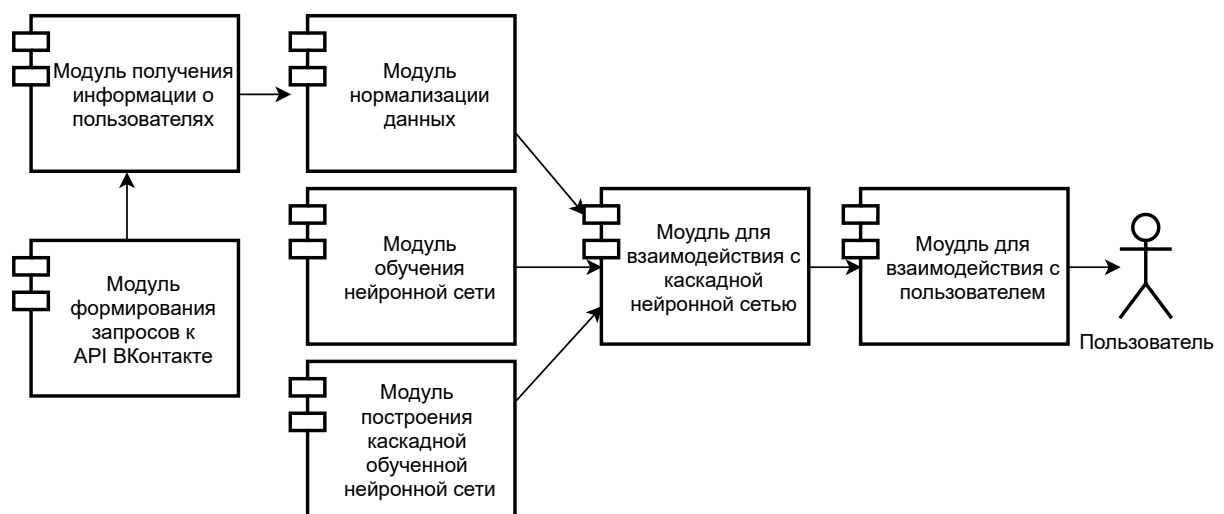 Модуль получения
информации о
пользователях
Модуль
нормализации
данных
Модуль
формирования
запросов к
API ВКонтакте
Модуль
обучения
нейронной сети
Модуль
построения
каскадной
обученной
нейронной сети
Моудль для
взаимодействия с
каскадной
нейронной сетью
Моудль для
взаимодействия с
пользователем
Пользователь